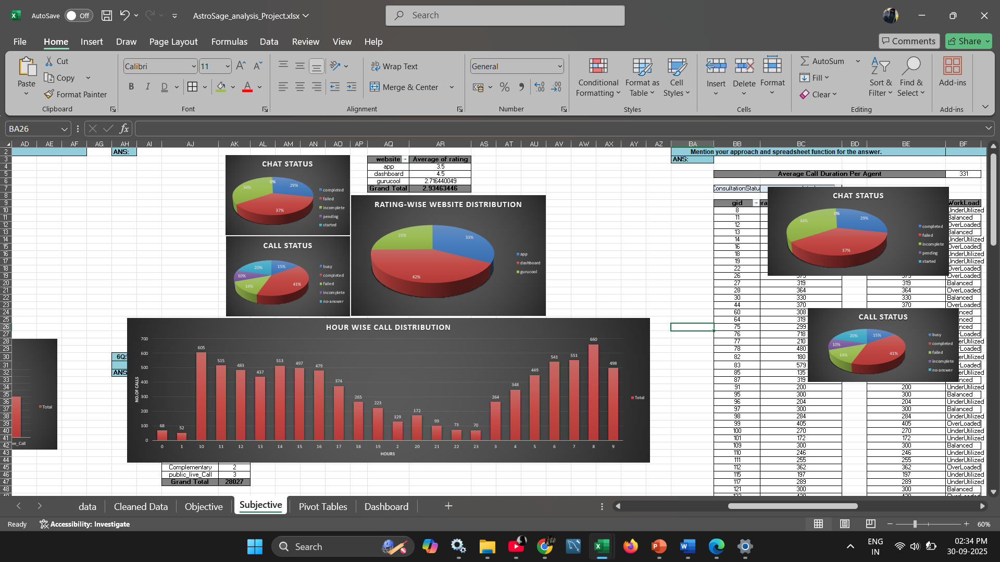 AutoSave Off AstroSage_analysis_Project.xlsx Search
File Home Insert Draw Page Layout Formulas Data Review View Help Comments Share
Paste Cut Copy Format Painter Clipboard
Calibri 11 B I D A Font
ab Wrap Text Merge & Center Alignment
General % Number
Conditional Formatting Format as Table Cell Styles Styles
Insert Delete Format Cells
AutoSum Fill Clear Sort & Filter Find & Select Editing
Add-ins Add-ins
BA26 fx
AD AE AF AG AH AI AJ AK AL AM AN AO AP AQ AR AS AT AU AV AW AX AY AZ BA BB BC BD BE BF
ANS:
CHAT STATUS
34% 0% 29% 37%
completed
failed
incomplete
pending
started
CALL STATUS
20% 15% 10% 14% 41%
busy
completed
failed
incomplete
no-answer
website Average of rating
app 3.5
dashboard 4.5
gurucool 2.716440049
Grand Total 2.93463446
RATING-WISE WEBSITE DISTRIBUTION
25% 33% 42%
app
dashboard
gurucool
6Q:
ANS
HOUR WISE CALL DISTRIBUTION
NO.OF CALLS
700
600
500
400
300
200
100
0
68 52 605 515 483 437 513 497 479 374 265 223 129 172 99 73 70 264 348 449 541 551 660 498
0 1 10 11 12 13 14 15 16 17 18 19 2 20 21 22 23 3 4 5 6 7 8 9
HOURS
Total
Total
ve_Call
Complementary 2
public_live_Call 3
Grand Total 28027
Mention your approach and spreadsheet function for the answer.
ANS:
Average Call Duration Per Agent 331
ConsultationStatu
gid WorkLoad
8 UnderUtilized
11 Balanced
12 OverLoaded
13 Balanced
14 UnderUtilized
16 OverLoaded
18 UnderUtilized
19 UnderUtilized
22 OverLoaded
26 373 373 OverLoaded
27 319 319 Balanced
28 364 364 OverLoaded
30 330 330 Balanced
44 370 370 OverLoaded
60 308 nced
64 319 nced
75 299 nced
76 718 rLoaded
77 210 erUtilized
78 480 rLoaded
82 180 erUtilized
83 579 rLoaded
85 135 erUtilized
87 319 nced
91 200 200 UnderUtilized
95 300 300 Balanced
96 204 204 UnderUtilized
97 300 300 Balanced
98 284 284 UnderUtilized
99 405 405 OverLoaded
100 270 270 UnderUtilized
101 172 172 UnderUtilized
109 300 300 Balanced
110 246 246 UnderUtilized
111 255 255 UnderUtilized
112 362 362 OverLoaded
115 197 197 UnderUtilized
117 289 289 UnderUtilized
121 300 300 Balanced
CHAT STATUS
34% 0% 29% 37%
completed
failed
incomplete
pending
started
CALL STATUS
20% 15% 10% 14% 41%
busy
completed
failed
incomplete
no-answer
data Cleaned Data Objective Subjective Pivot Tables Dashboard
Ready Accessibility: Investigate 60%
Search ENG IN 02:34 PM 30-09-2025